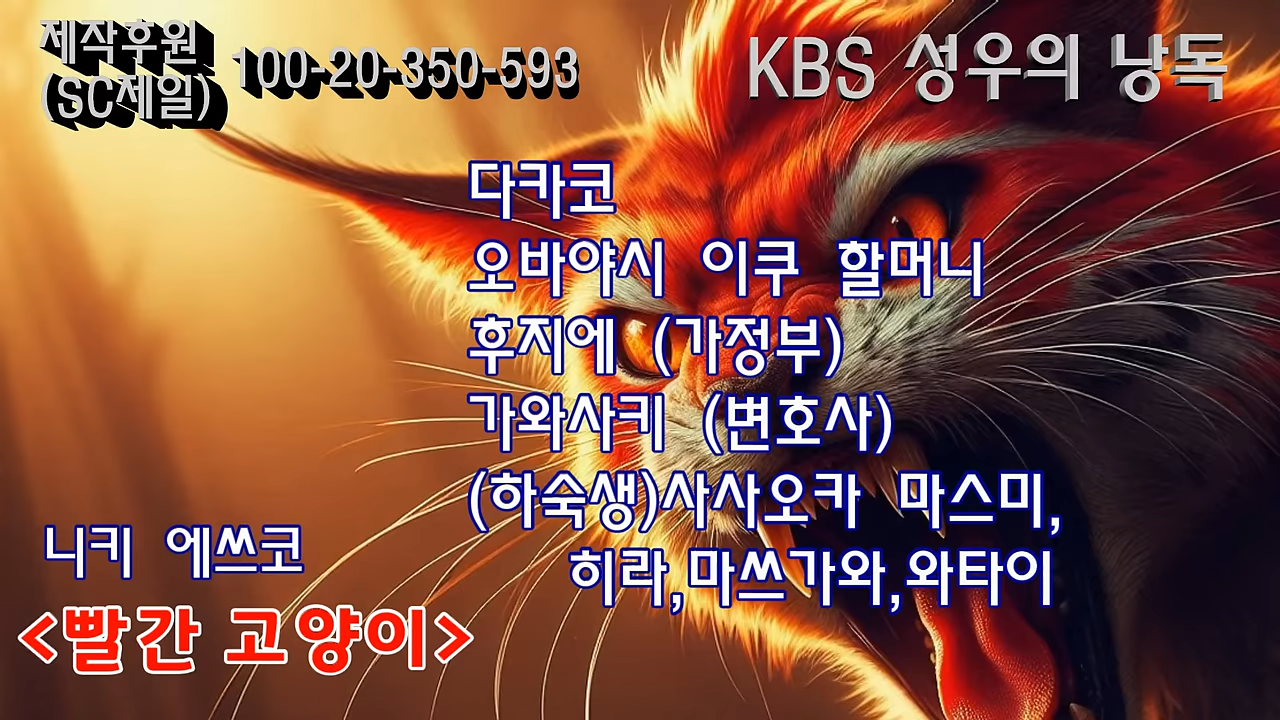 제작후원
(SC제일)
100-20-350-593
KBS 성우의 낭독
다카코
오바야시 이쿠 할머니
후지에 (가정부)
가와사키 (변호사)
(하숙생)사사오카 마스미,
히라,마쓰가와,와타이
니키 에쓰코
<빨간 고양이>